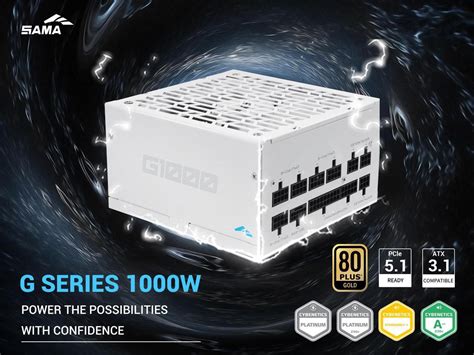 SAMA
G1000
G SERIES 1000W
POWER THE POSSIBILITIES
WITH CONFIDENCE
80
PLUS
GOLD
PCIe
5.1
READY
ATX
3.1
COMPATIBLE
CYBENETICS
PLATINUM
CYBENETICS
PLATINUM
CYBENETICS
CYBENETICS
A-